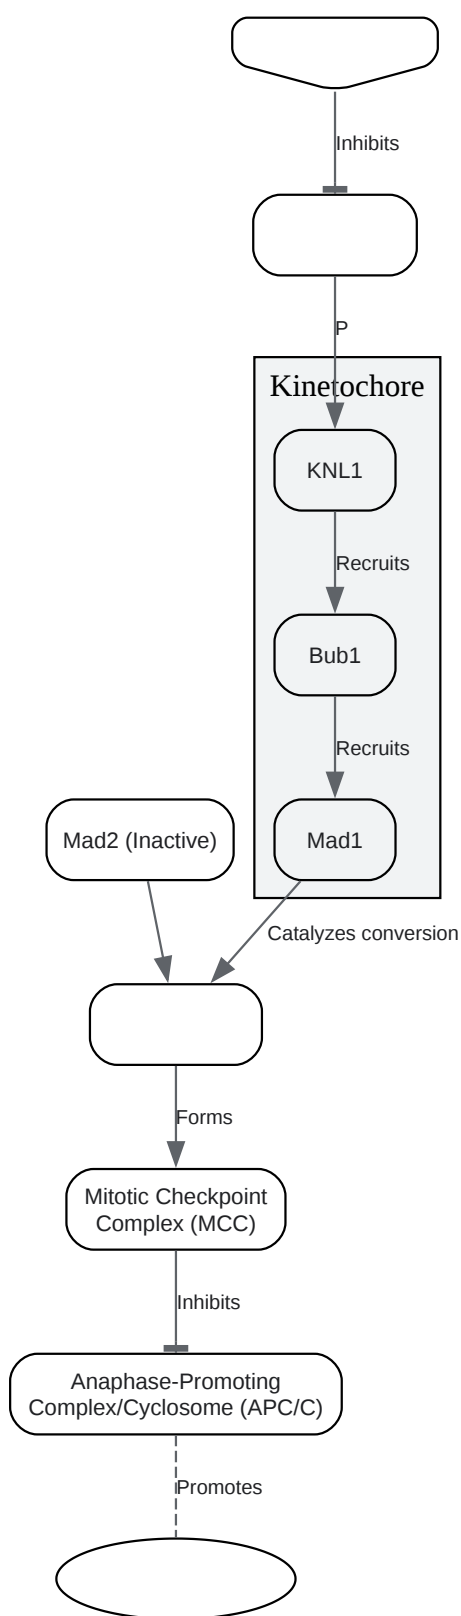 Inhibits
P
Kinetochore
KNL1
Recruits
Bub1
Recruits
Mad2 (Inactive)
Mad1
Catalyzes conversion
Forms
Mitotic Checkpoint
Complex (MCC)
Inhibits
Anaphase-Promoting
Complex/Cyclosome (APC/C)
Promotes